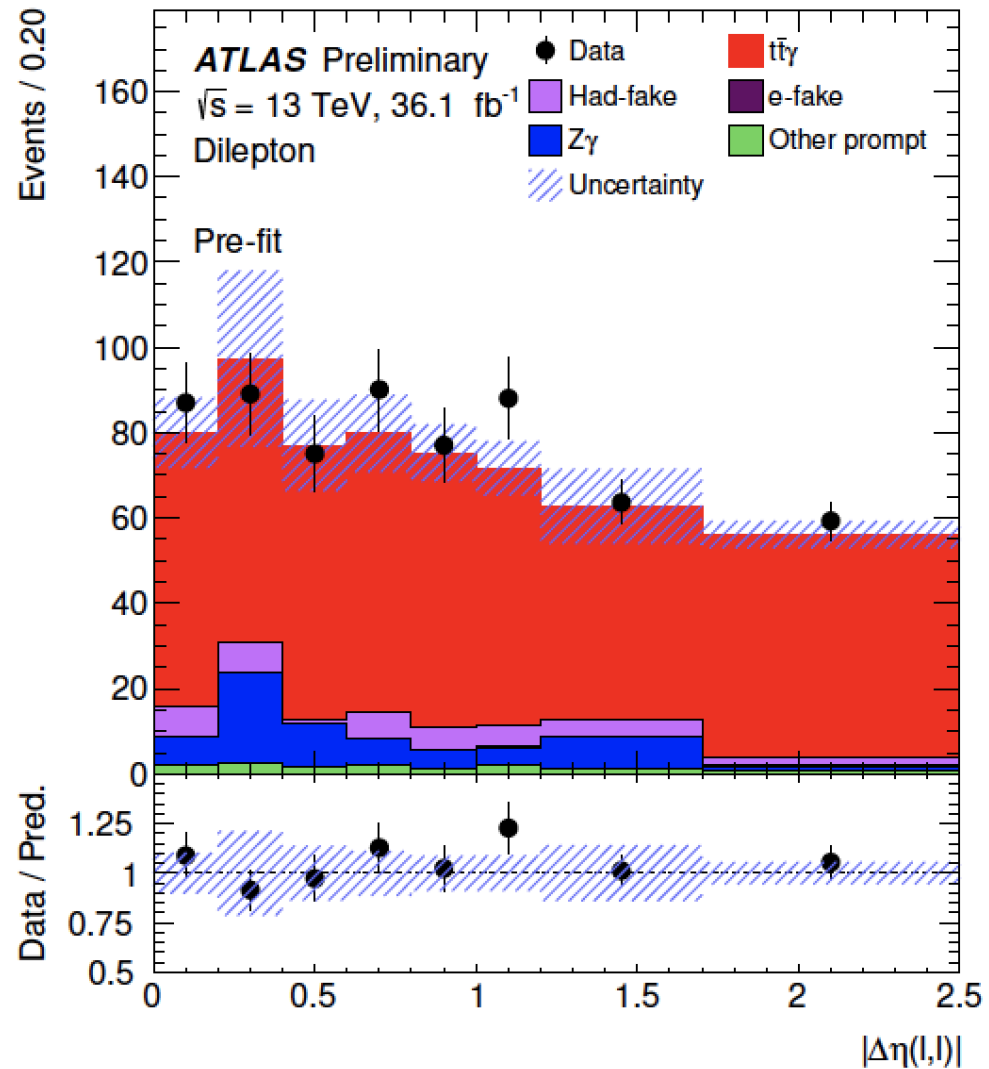 Events / 0.20
ATLAS Preliminary
√s = 13 TeV, 36.1 fb⁻¹
Dilepton
Pre-fit
Data
tt̄γ
Had-fake
e-fake
Zγ
Other prompt
Uncertainty
160
140
120
100
80
60
40
20
0
Data / Pred.
1.25
1
0.75
0.5
0
0.5
1
1.5
2
2.5
|Δη(l,l)|